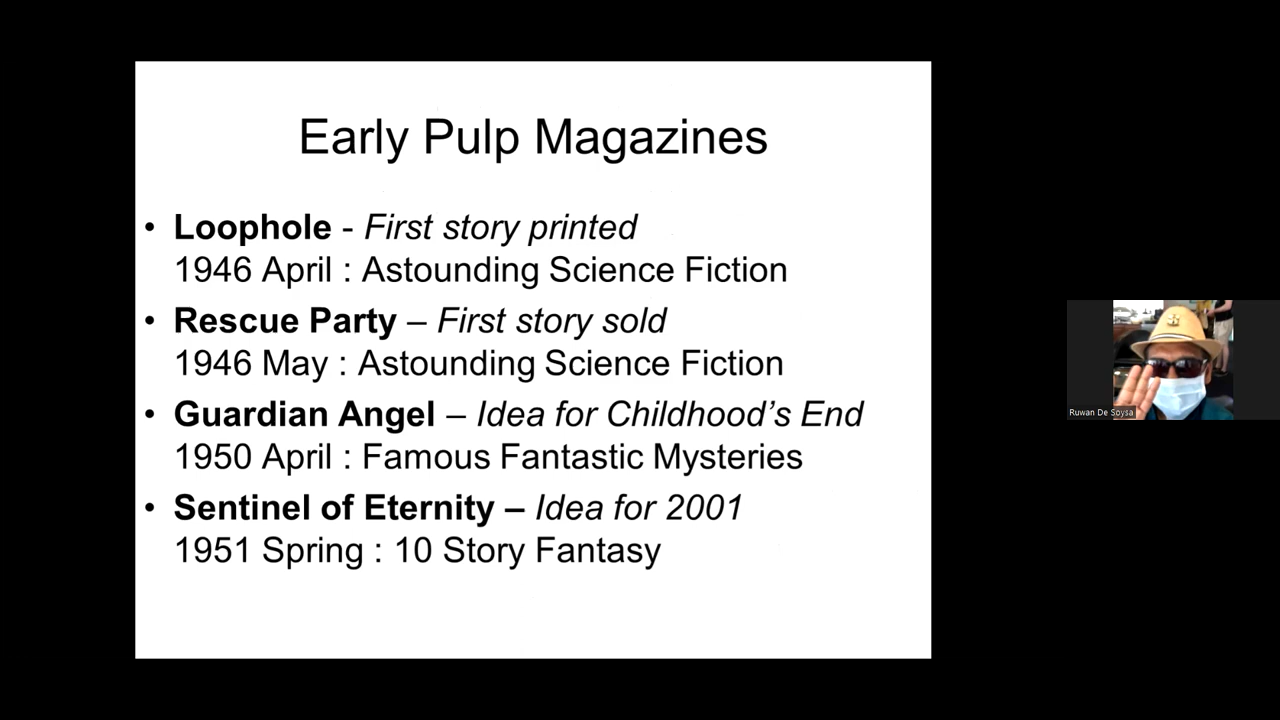 Early Pulp Magazines
• Loophole - First story printed
1946 April : Astounding Science Fiction
• Rescue Party – First story sold
1946 May : Astounding Science Fiction
• Guardian Angel – Idea for Childhood’s End
1950 April : Famous Fantastic Mysteries
• Sentinel of Eternity – Idea for 2001
1951 Spring : 10 Story Fantasy
Ruwan De Soysa